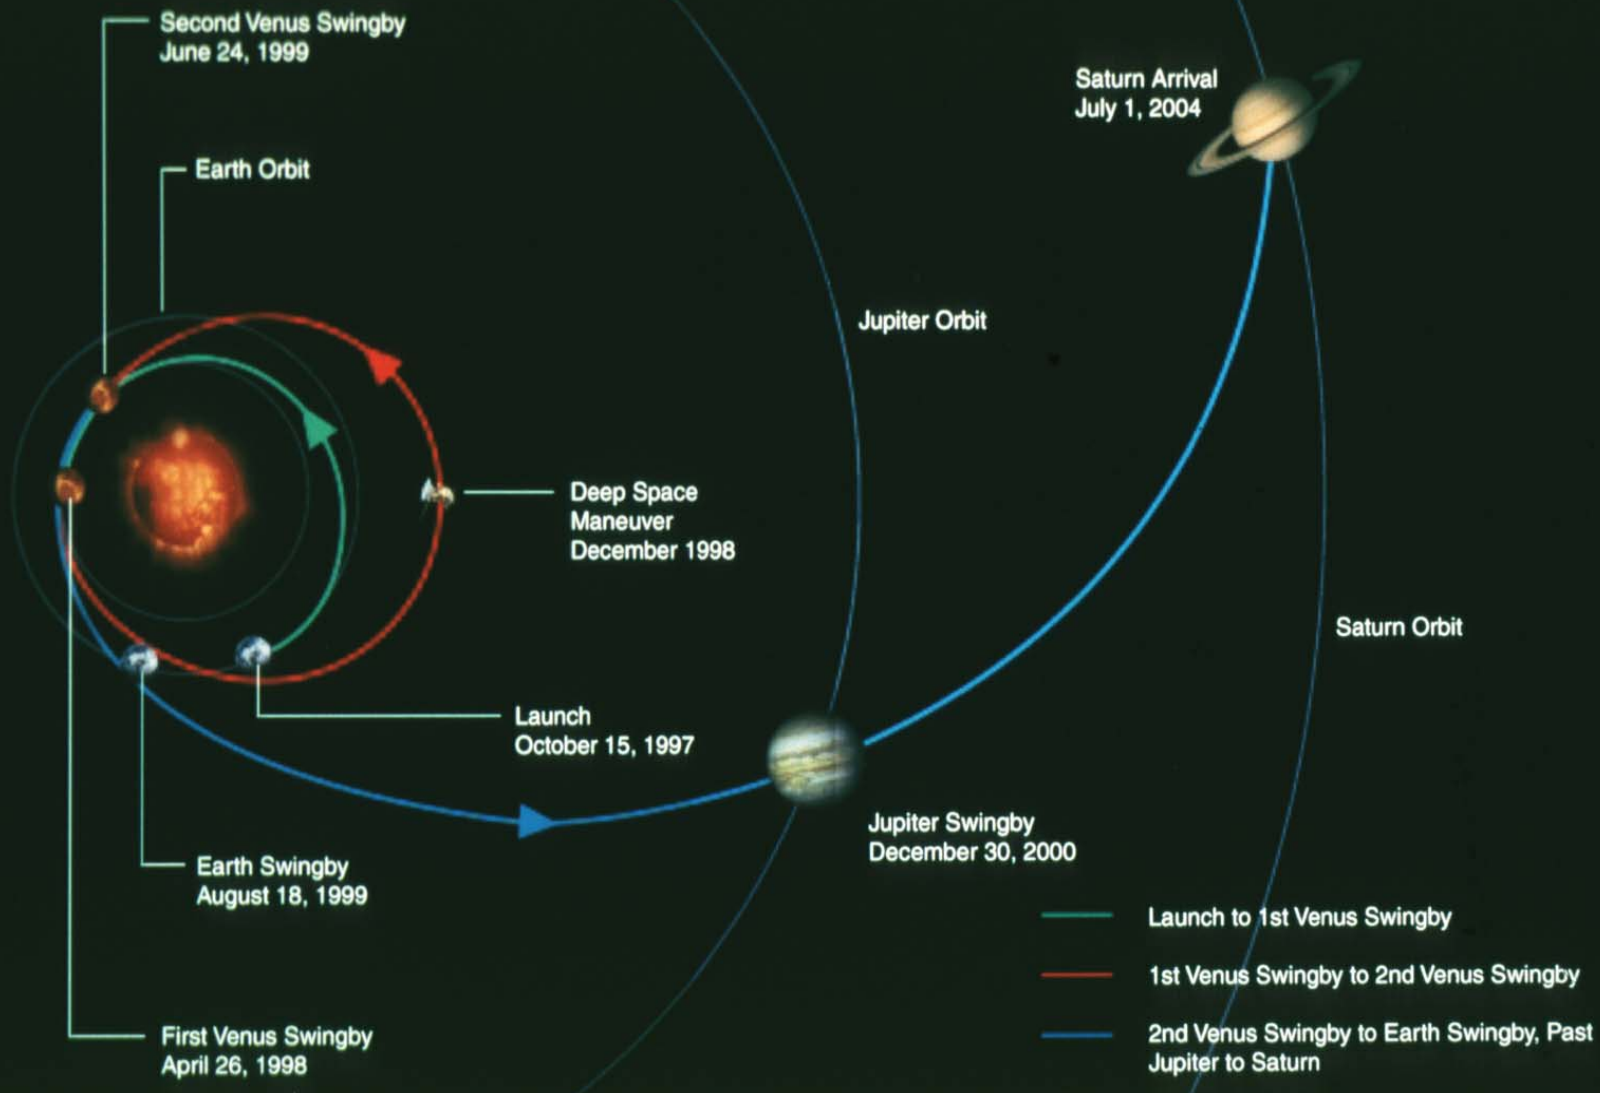 Second Venus Swingby
June 24, 1999
Saturn Arrival
July 1, 2004
Earth Orbit
Jupiter Orbit
Deep Space
Maneuver
December 1998
Saturn Orbit
Launch
October 15, 1997
Jupiter Swingby
December 30, 2000
Earth Swingby
August 18, 1999
Launch to 1st Venus Swingby
1st Venus Swingby to 2nd Venus Swingby
2nd Venus Swingby to Earth Swingby, Past
Jupiter to Saturn
First Venus Swingby
April 26, 1998